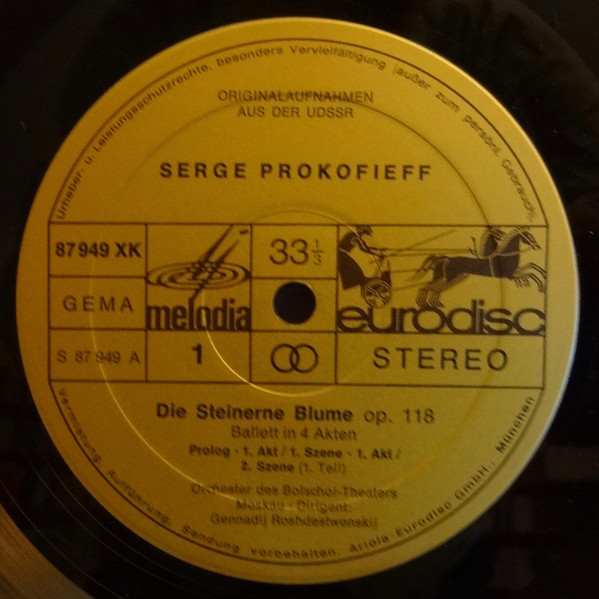 Urheber- u. Leistungsschutzrechte, besonders Vervielfältigung (außer zum persönl. Gebrauch),
ORIGINALAUFNAHMEN
AUS DER UDSSR
SERGE PROKOFIEFF
87 949 XK
33 1/3
GEMA
melodia
eurodisc
S 87 949 A
1
STEREO
Die Steinerne Blume op. 118
Ballett in 4 Akten
Prolog · 1. Akt / 1. Szene · 1. Akt /
2. Szene (1. Teil)
Orchester des Bolschoi-Theaters
Moskau · Dirigent:
Gennadij Roshdestwenskij
Vermietung, Aufführung, Sendung vorbehalten. Ariola-Eurodisc GmbH., München